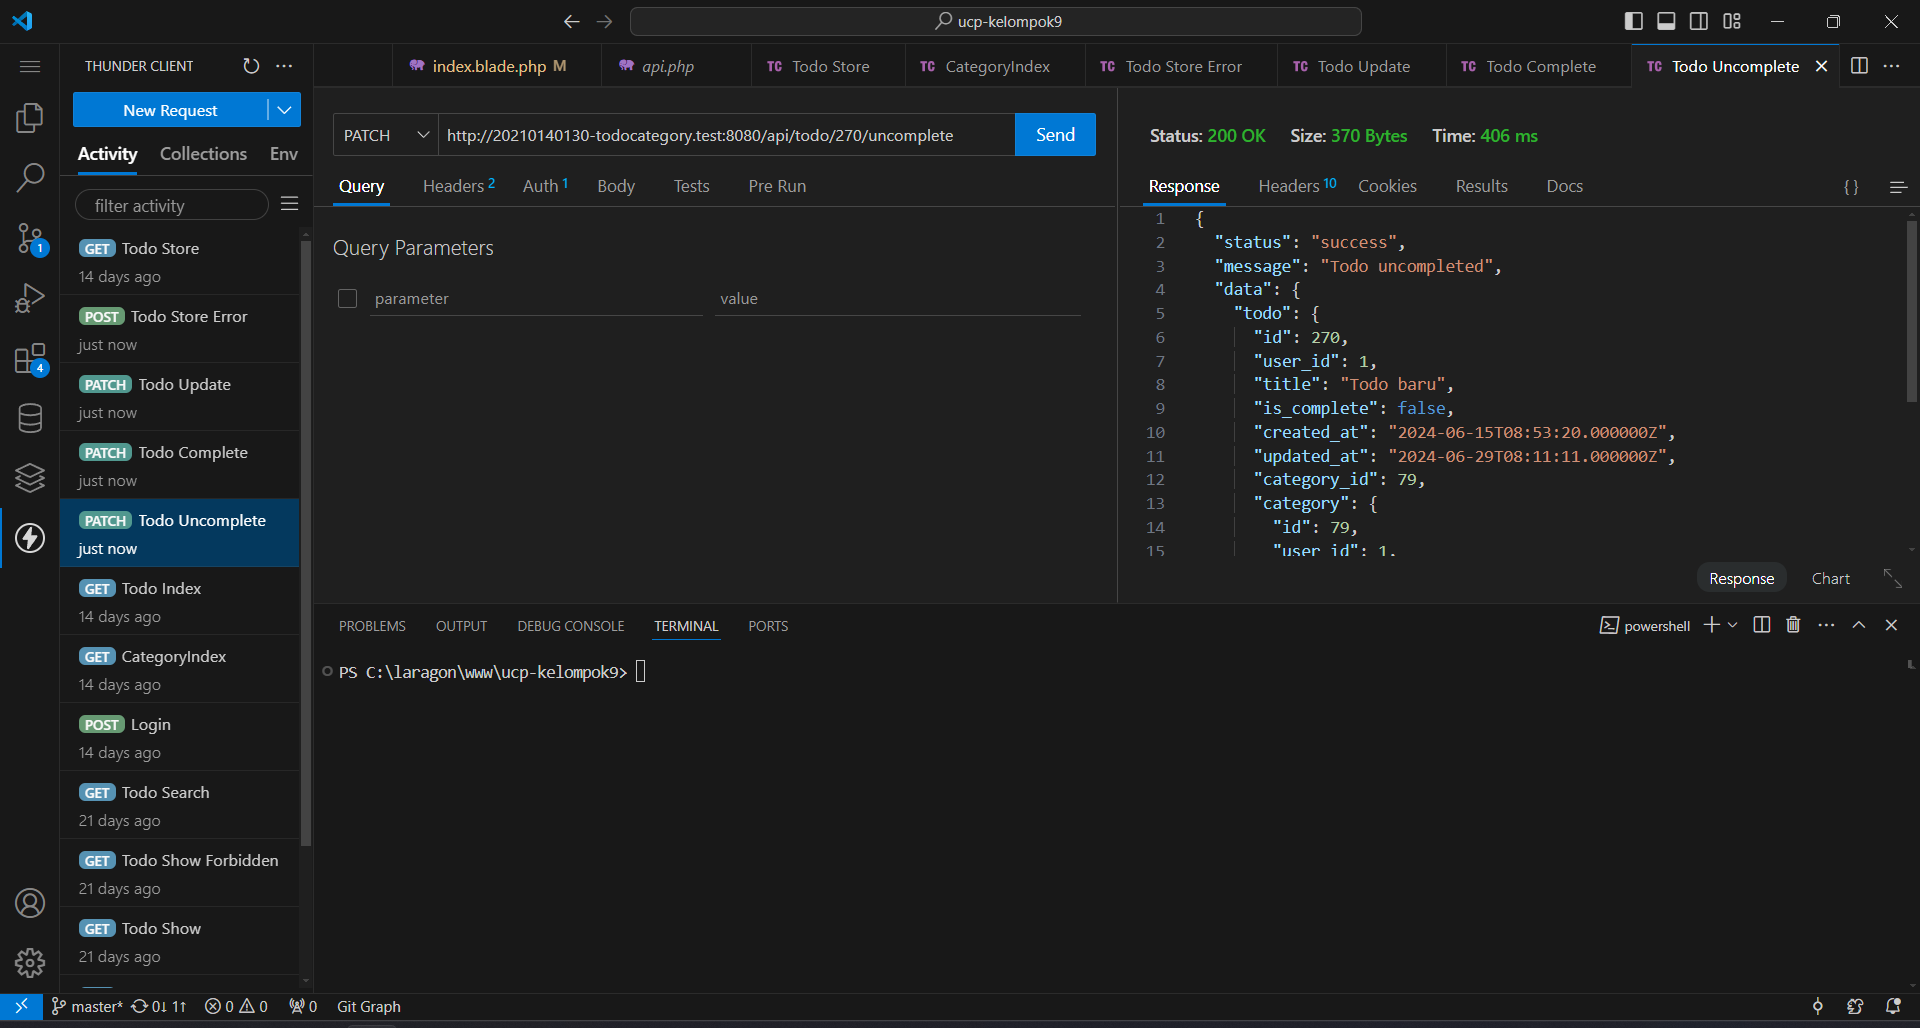 ucp-kelompok9
THUNDER CLIENT
New Request
Activity Collections Env
filter activity
GET Todo Store
14 days ago
POST Todo Store Error
just now
PATCH Todo Update
just now
PATCH Todo Complete
just now
PATCH Todo Uncomplete
just now
GET Todo Index
14 days ago
GET CategoryIndex
14 days ago
POST Login
14 days ago
GET Todo Search
21 days ago
GET Todo Show Forbidden
21 days ago
GET Todo Show
21 days ago
1
4
index.blade.php M
api.php
TC Todo Store
TC CategoryIndex
TC Todo Store Error
TC Todo Update
TC Todo Complete
TC Todo Uncomplete
PATCH http://20210140130-todocategory.test:8080/api/todo/270/uncomplete Send
Query Headers 2 Auth 1 Body Tests Pre Run
Query Parameters
parameter value
Status: 200 OK Size: 370 Bytes Time: 406 ms
Response Headers 10 Cookies Results Docs { }
1 {
2 "status": "success",
3 "message": "Todo uncompleted",
4 "data": {
5 "todo": {
6 "id": 270,
7 "user_id": 1,
8 "title": "Todo baru",
9 "is_complete": false,
10 "created_at": "2024-06-15T08:53:20.000000Z",
11 "updated_at": "2024-06-29T08:11:11.000000Z",
12 "category_id": 79,
13 "category": {
14 "id": 79,
15 "user_id": 1,
Response Chart
PROBLEMS OUTPUT DEBUG CONSOLE TERMINAL PORTS
powershell
PS C:\laragon\www\ucp-kelompok9>
master* 0↓ 1↑ 0 0 0 Git Graph